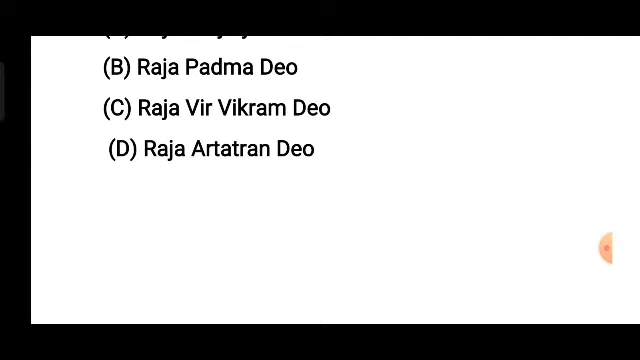 (B) Raja Padma Deo
(C) Raja Vir Vikram Deo
(D) Raja Artatran Deo